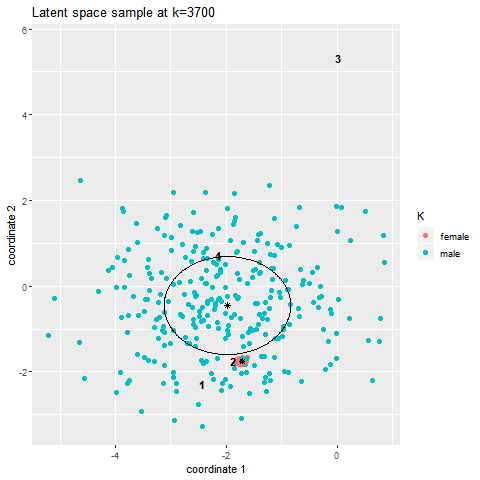 Latent space sample at k=3700
6
3
4
2
4
0
2
-2
1
-4
-2
0
coordinate 1
coordinate 2
K
female
male